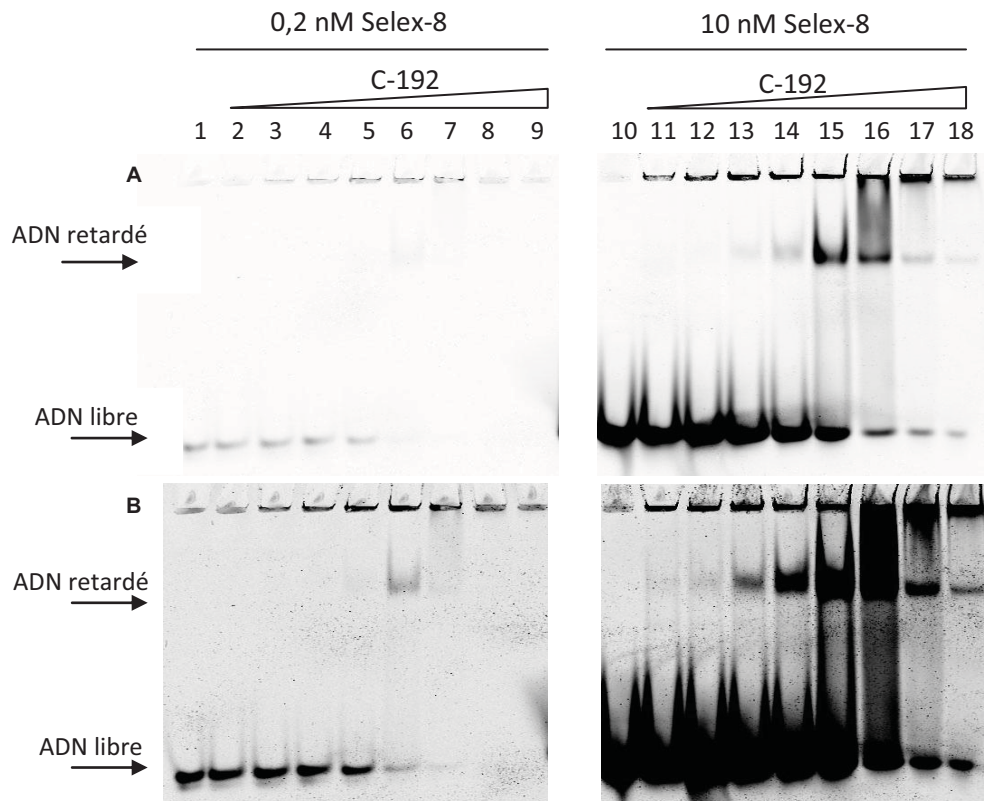 0,2 nM Selex-8
10 nM Selex-8
C-192
C-192
1 2 3 4 5 6 7 8 9
10 11 12 13 14 15 16 17 18
A
ADN retardé
ADN libre
B
ADN retardé
ADN libre